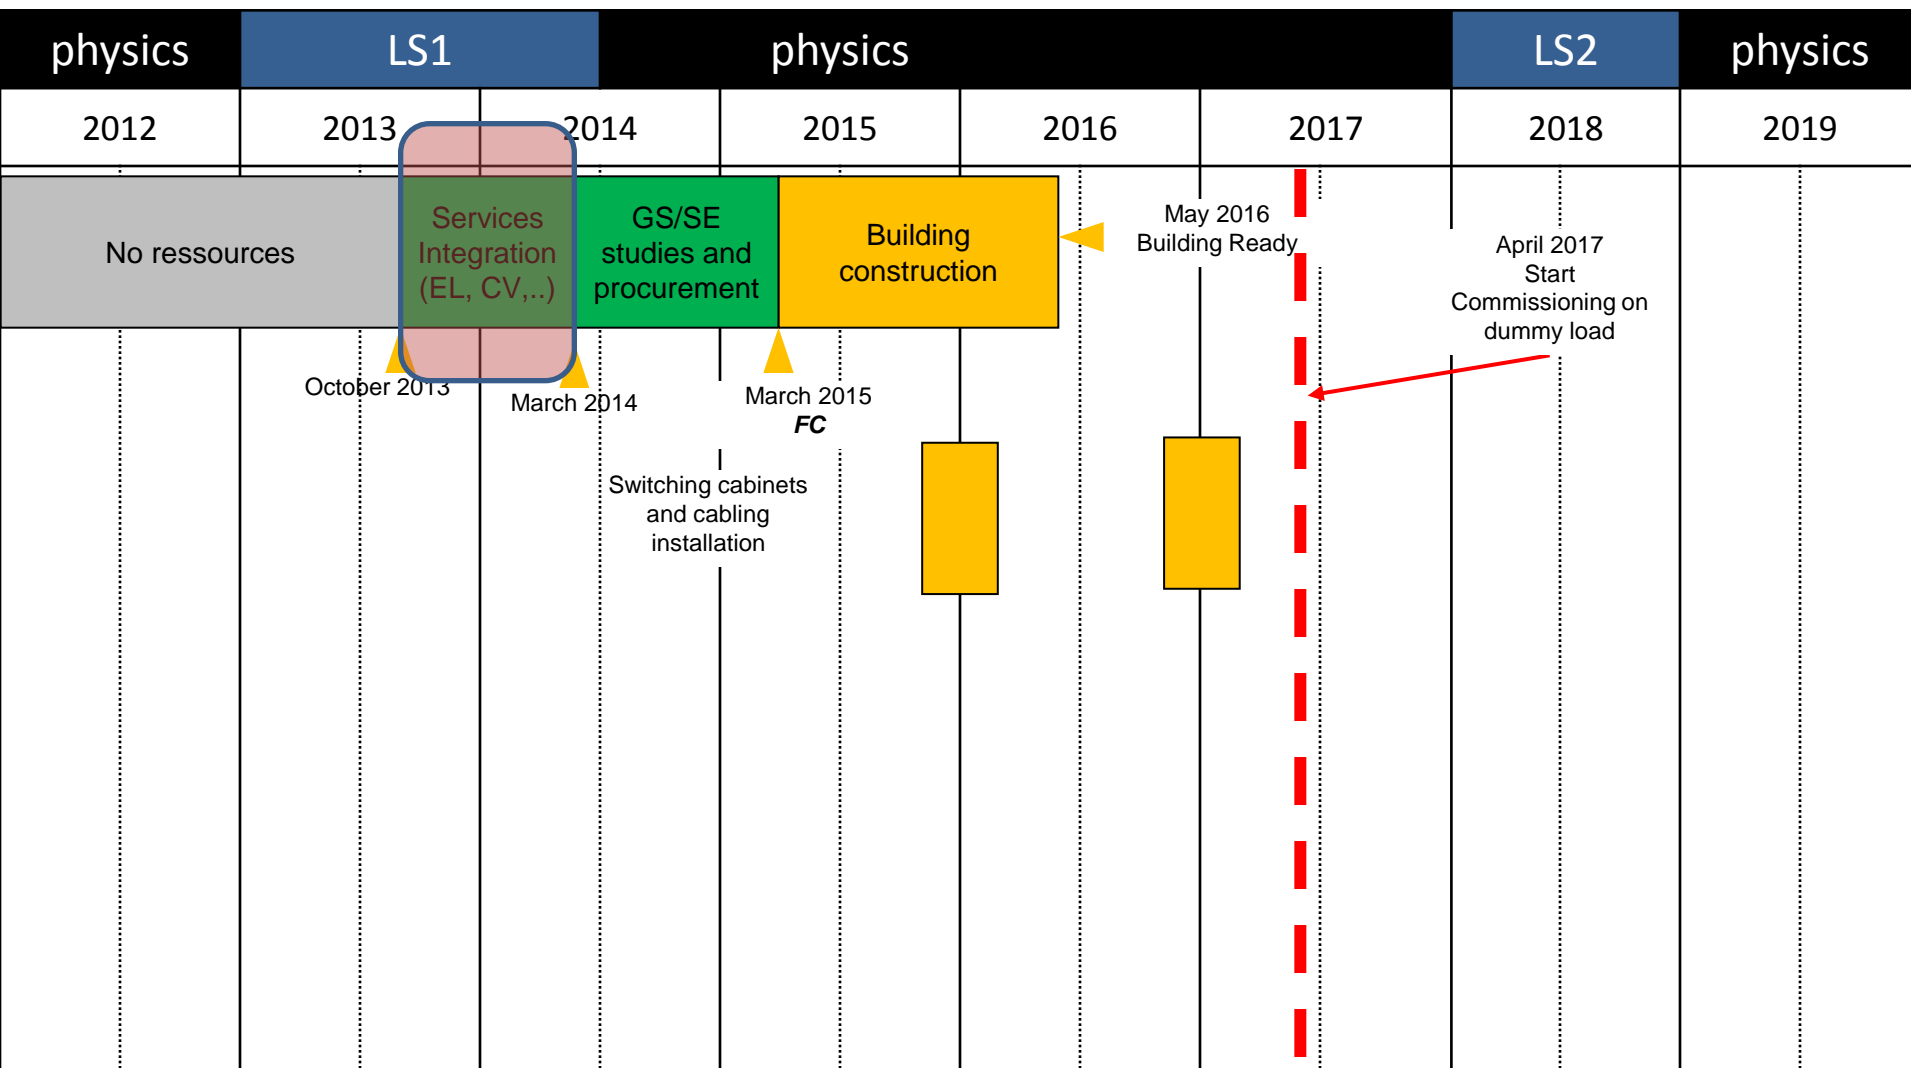 physics LS1 physics LS2 physics
2012 2013 2014 2015 2016 2017 2018 2019
No ressources
Services
Integration
(EL, CV,..)
GS/SE
studies and
procurement
Building
construction
May 2016
Building Ready
April 2017
Start
Commissioning on
dummy load
October 2013
March 2014
March 2015
FC
Switching cabinets
and cabling
installation